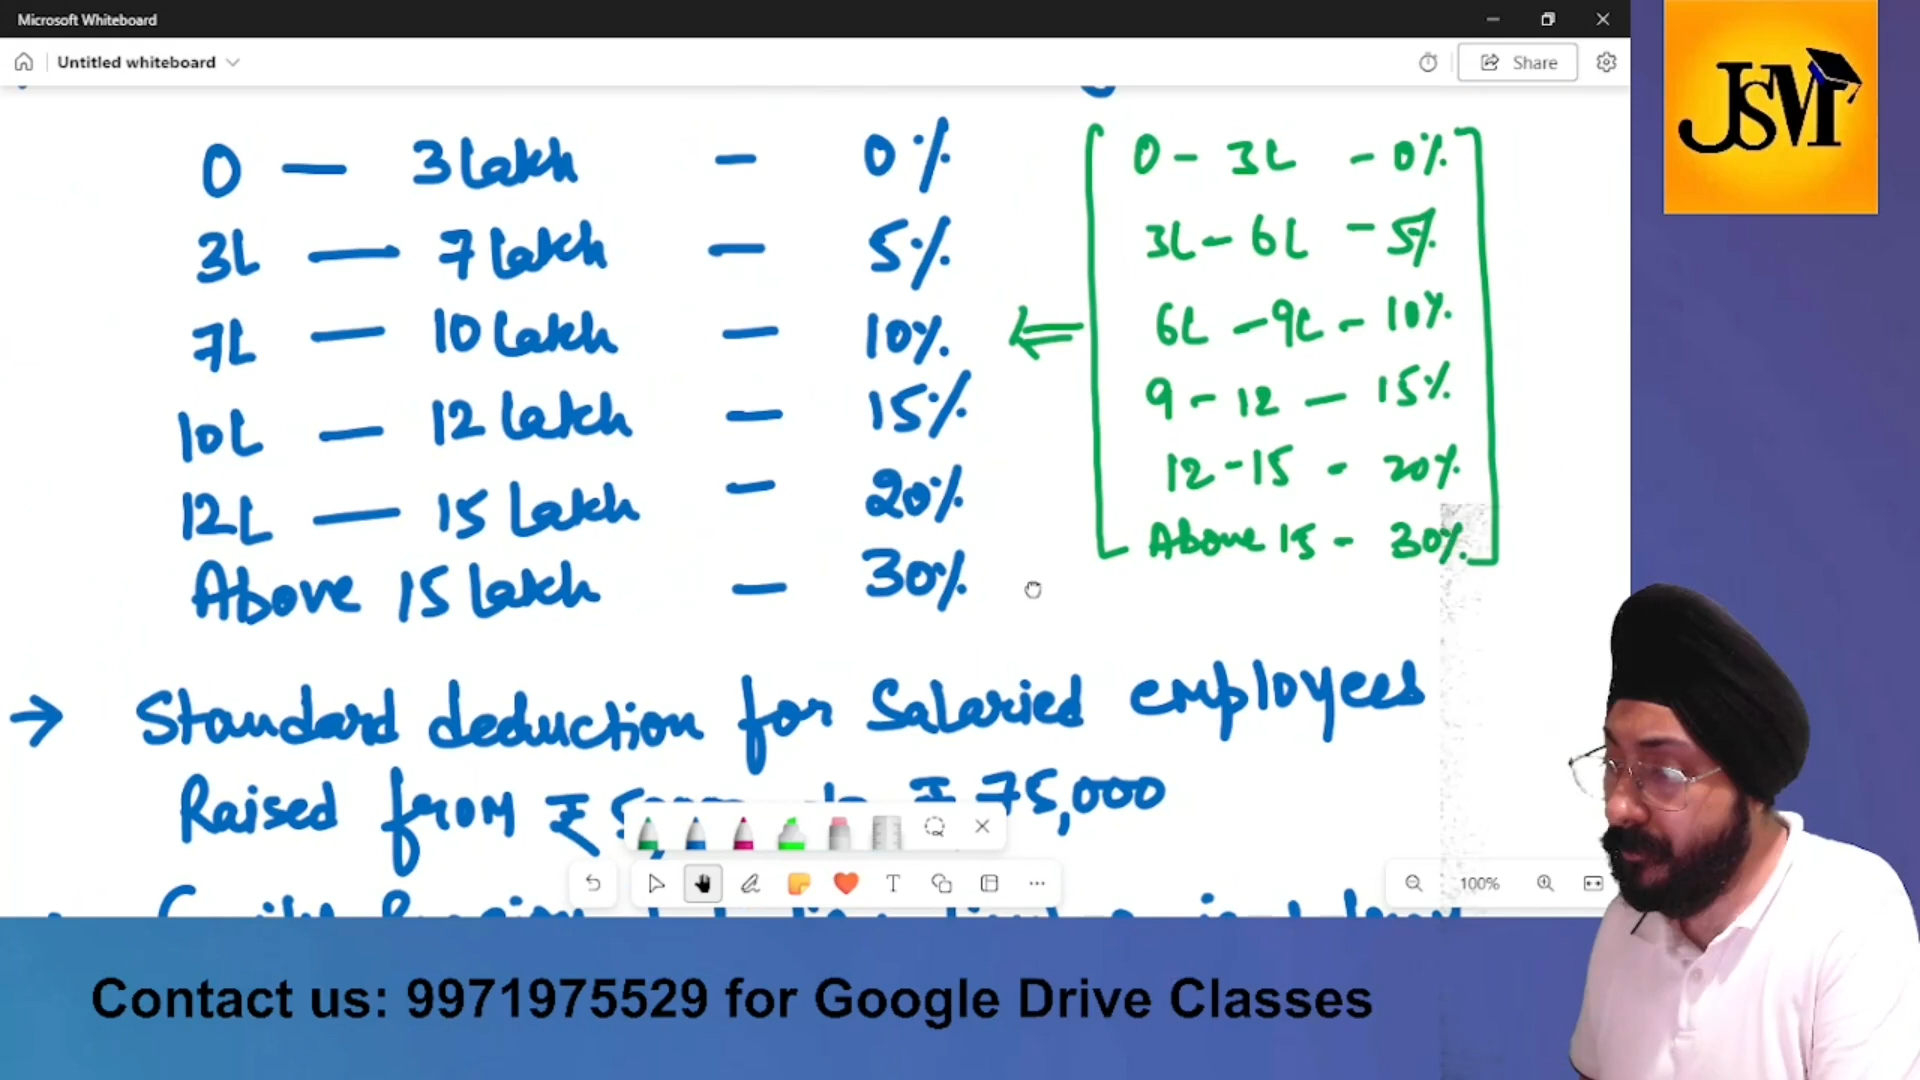 Microsoft Whiteboard
Untitled whiteboard
Share
JSM
0 — 3 lakh - 0%
3L — 7 lakh - 5%
7L — 10 lakh - 10%
10L — 12 lakh - 15%
12L — 15 lakh - 20%
Above 15 lakh - 30%
0 - 3L - 0%
3L - 6L - 5%
6L - 9L - 10%
9 - 12 - 15%
12 - 15 - 20%
Above 15 - 30%
→ Standard deduction for Salaried employees
Raised from ₹ ₹ 75,000
100%
Contact us: 9971975529 for Google Drive Classes